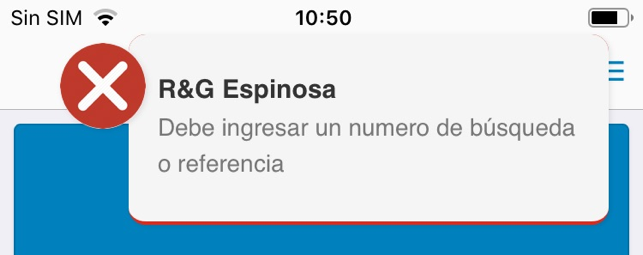 Sin SIM
10:50
R&G Espinosa
Debe ingresar un numero de búsqueda
o referencia